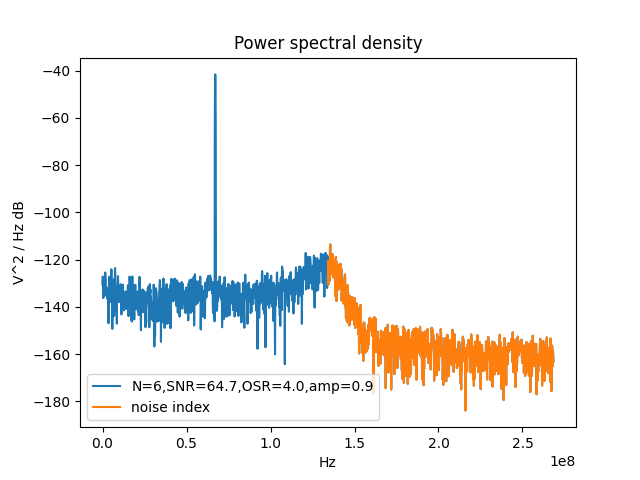 Power spectral density
−40
−60
−80
−100
−120
−140
−160
−180
V^2 / Hz dB
N=6,SNR=64.7,OSR=4.0,amp=0.9
noise index
0.0 0.5 1.0 1.5 2.0 2.5
1e8
Hz